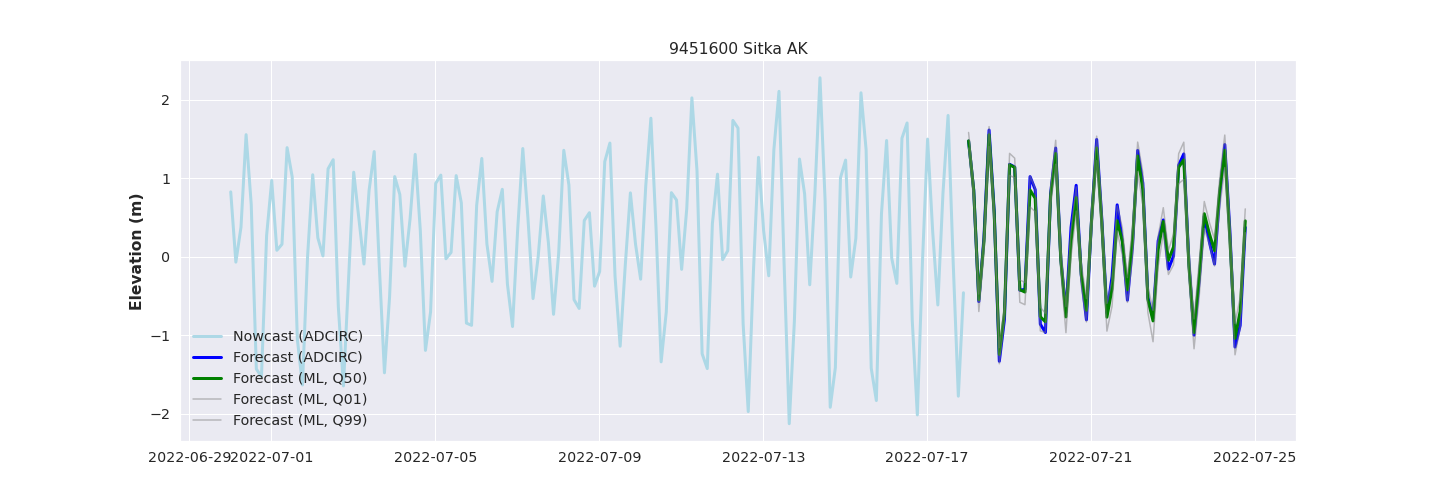 9451600 Sitka AK
Elevation (m)
2
1
0
−1
−2
Nowcast (ADCIRC)
Forecast (ADCIRC)
Forecast (ML, Q50)
Forecast (ML, Q01)
Forecast (ML, Q99)
2022-06-29 2022-07-01 2022-07-05 2022-07-09 2022-07-13 2022-07-17 2022-07-21 2022-07-25